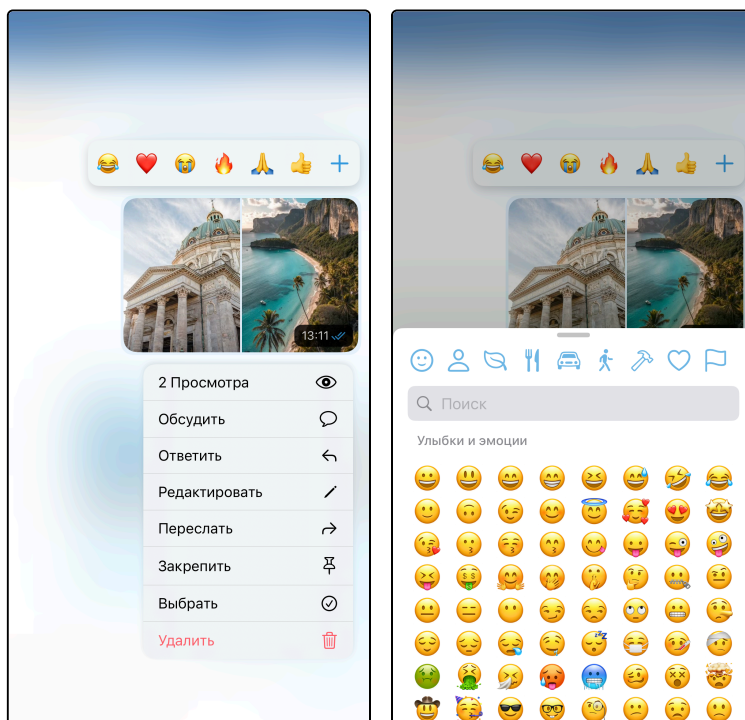 13:11
2 Просмотра
Обсудить
Ответить
Редактировать
Переслать
Закрепить
Выбрать
Удалить
Поиск
Улыбки и эмоции